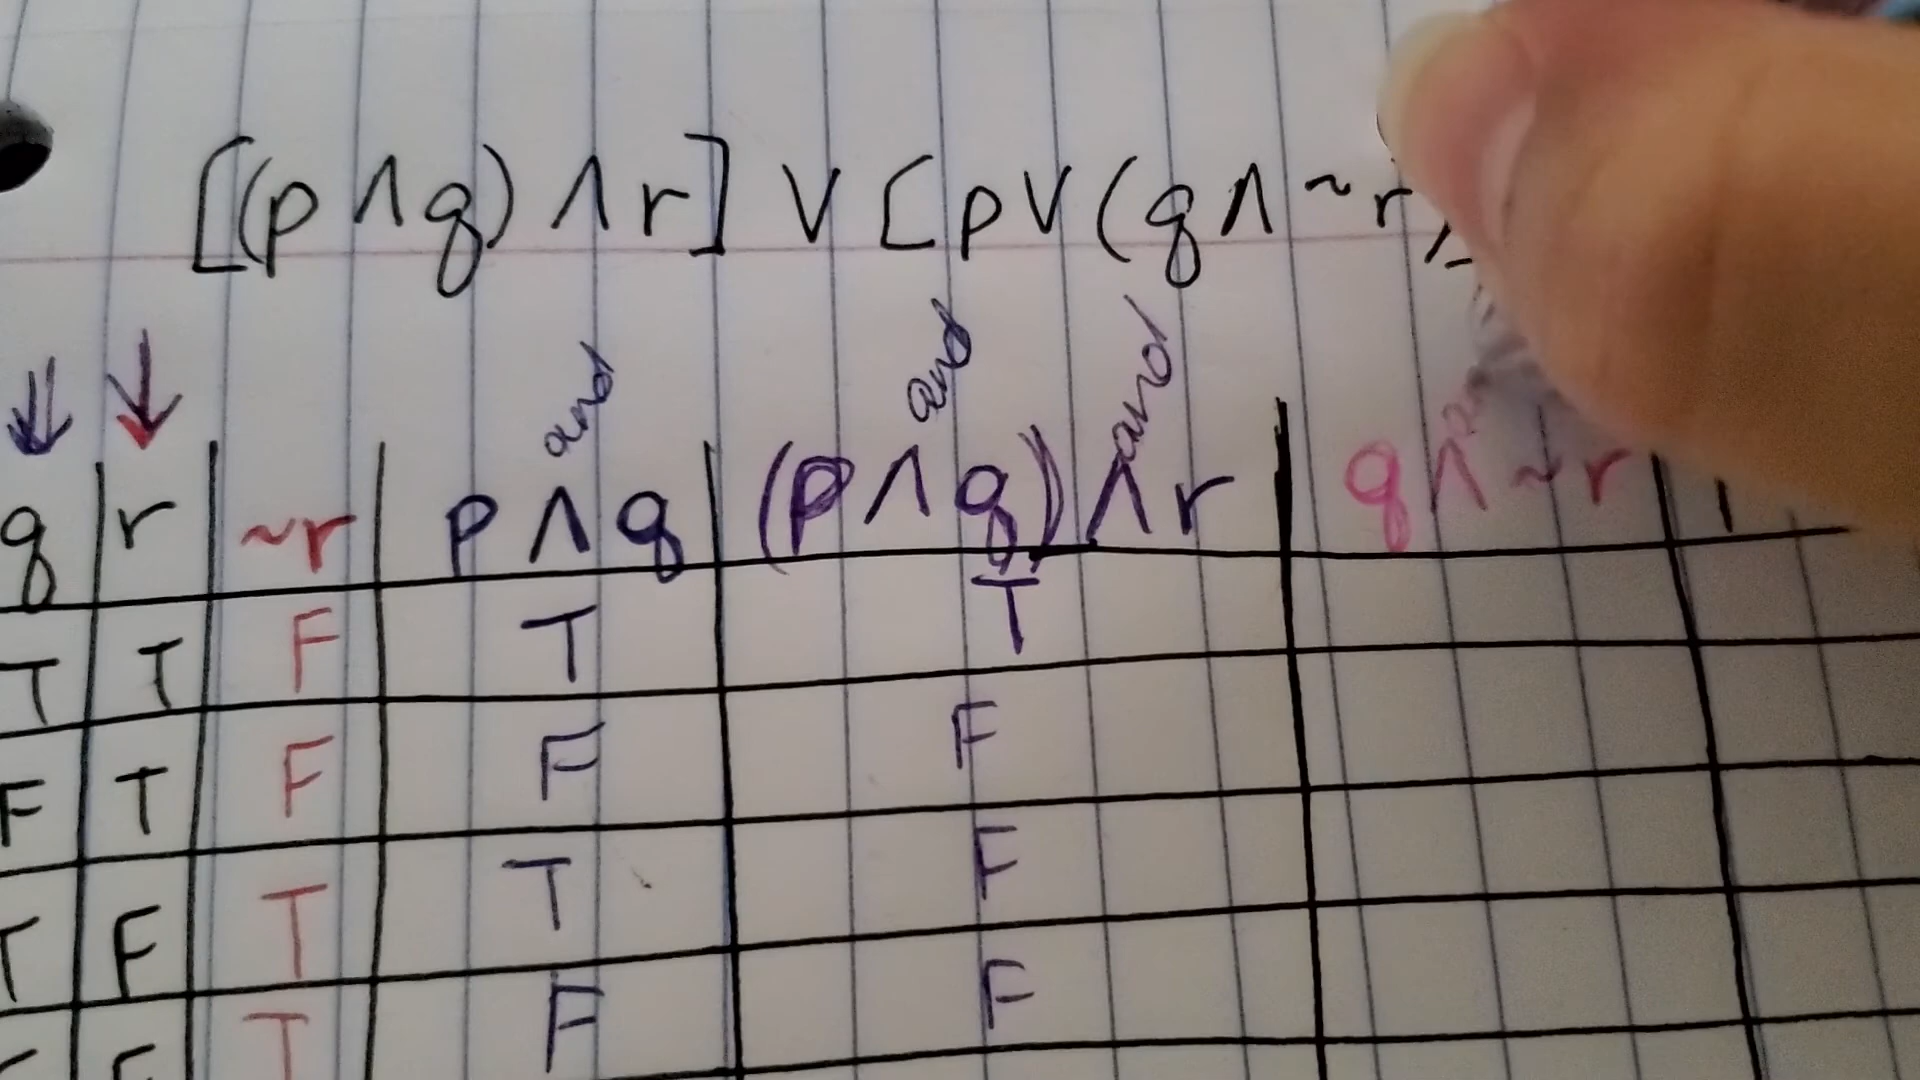 [(p ∧ q) ∧ r] ∨ [p ∨ (q ∧ ~r)
and and and
q r ~r p ∧ q (p ∧ q) ∧ r q ∧ ~r
T T F T T
F T F F F
T F T T F
F F T F F